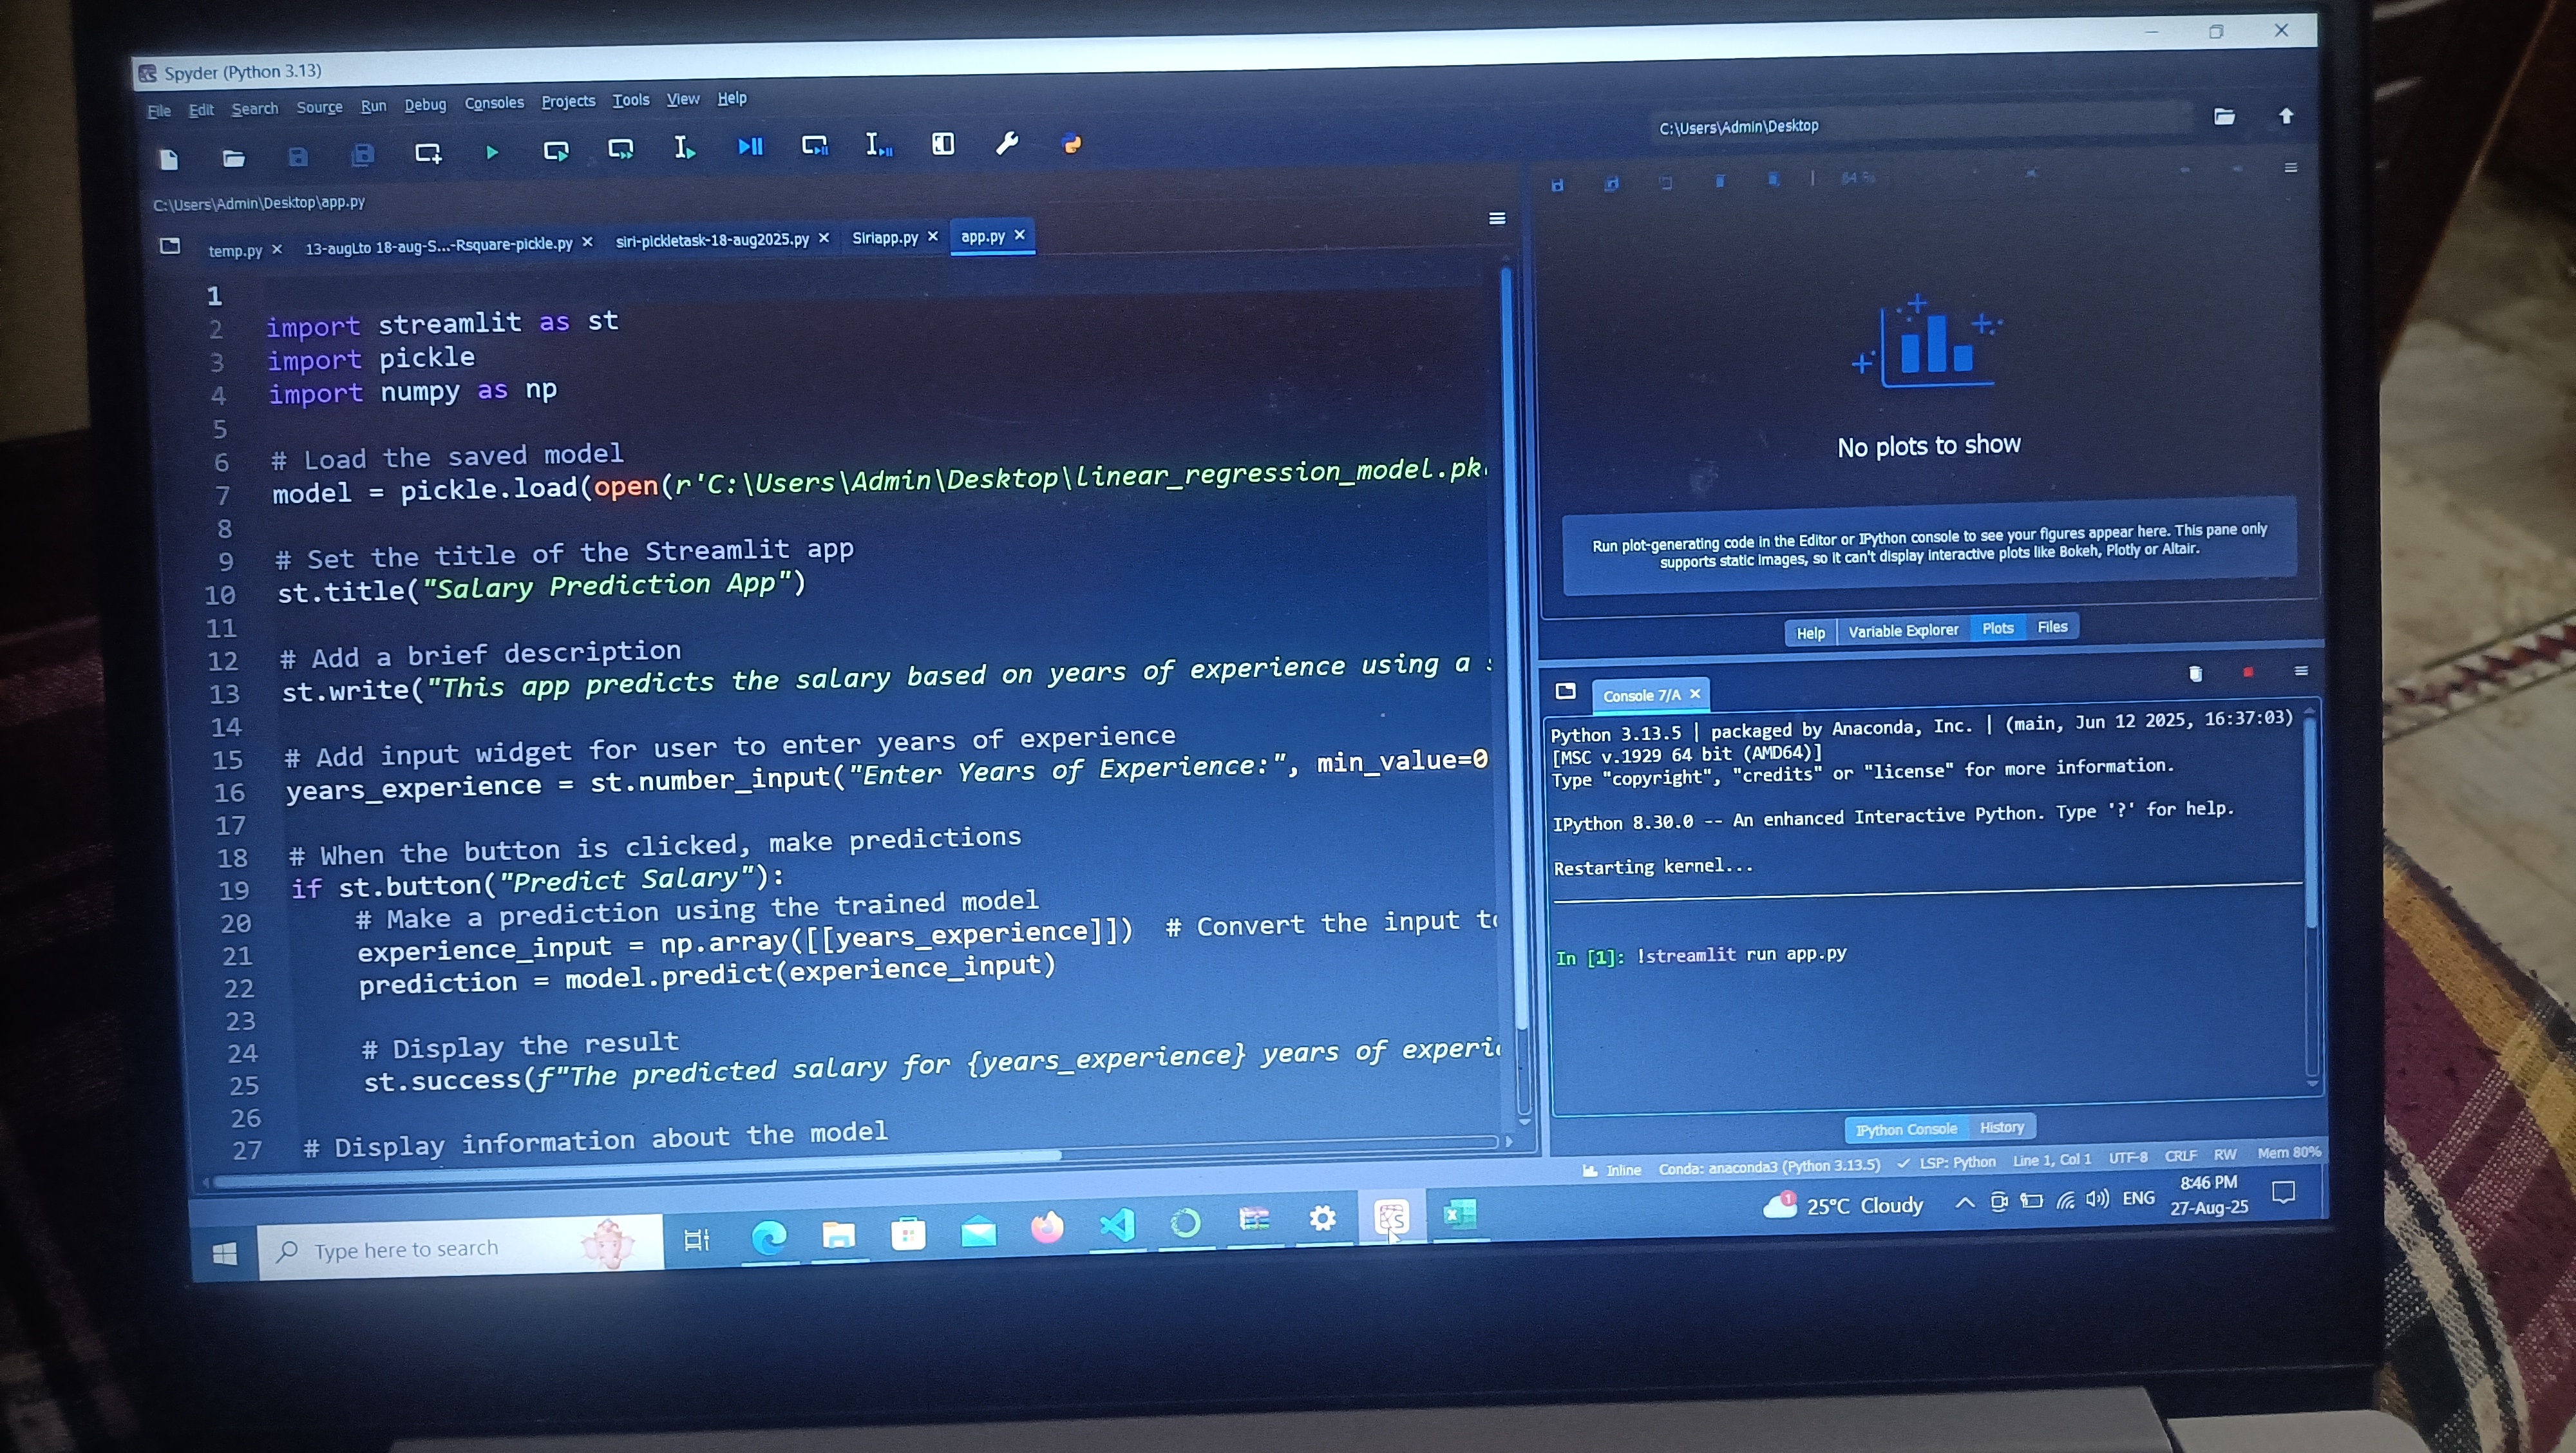 Spyder (Python 3.13)
File Edit Search Source Run Debug Consoles Projects Tools View Help
C:\Users\Admin\Desktop
C:\Users\Admin\Desktop\app.py
temp.py 13-augLto 18-aug-S...-Rsquare-pickle.py siri-pickletask-18-aug2025.py Siriapp.py app.py
1
2 import streamlit as st
3 import pickle
4 import numpy as np
5
6 # Load the saved model
7 model = pickle.load(open(r'C:\Users\Admin\Desktop\linear_regression_model.pk
8
9 # Set the title of the Streamlit app
10 st.title("Salary Prediction App")
11
12 # Add a brief description
13 st.write("This app predicts the salary based on years of experience using a
14
15 # Add input widget for user to enter years of experience
16 years_experience = st.number_input("Enter Years of Experience:", min_value=0
17
18 # When the button is clicked, make predictions
19 if st.button("Predict Salary"):
20 # Make a prediction using the trained model
21 experience_input = np.array([[years_experience]]) # Convert the input to
22 prediction = model.predict(experience_input)
23
24 # Display the result
25 st.success(f"The predicted salary for {years_experience} years of experi
26
27 # Display information about the model
64 %
No plots to show
Run plot-generating code in the Editor or IPython console to see your figures appear here. This pane only
supports static images, so it can't display interactive plots like Bokeh, Plotly or Altair.
Help Variable Explorer Plots Files
Console 7/A
Python 3.13.5 | packaged by Anaconda, Inc. | (main, Jun 12 2025, 16:37:03)
[MSC v.1929 64 bit (AMD64)]
Type "copyright", "credits" or "license" for more information.
IPython 8.30.0 -- An enhanced Interactive Python. Type '?' for help.
Restarting kernel...
In [1]: !streamlit run app.py
IPython Console History
Inline Conda: anaconda3 (Python 3.13.5) LSP: Python Line 1, Col 1 UTF-8 CRLF RW Mem 80%
Type here to search
1
25°C Cloudy
ENG
8:46 PM
27-Aug-25